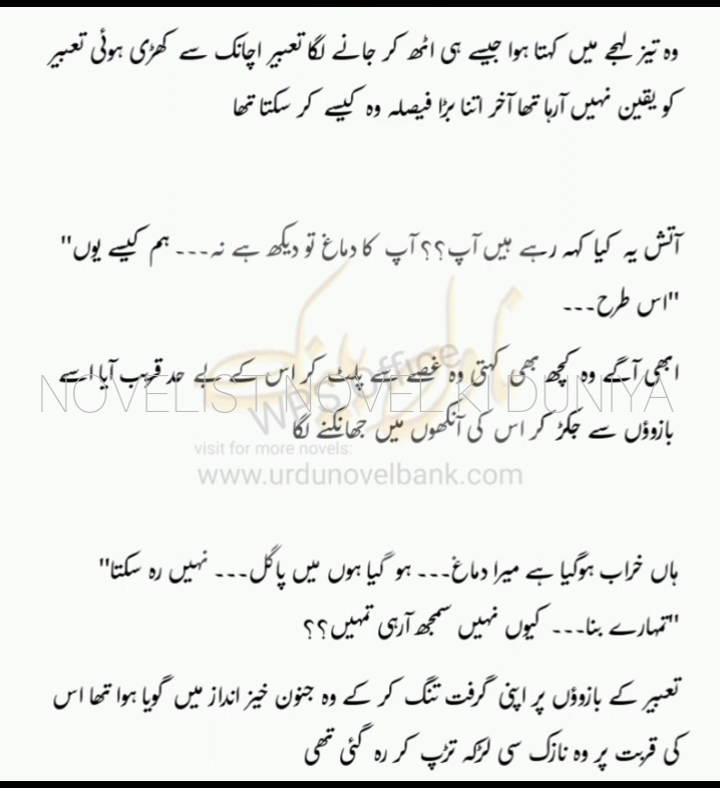 وہ تیز لہجے میں کہتا ہوا جیسے ہی اٹھ کر جانے لگا تعبیر اچانک سے کھڑی ہوئی تعبیر
کو یقین نہیں آرہا تھا آخر اتنا بڑا فیصلہ وہ کیسے کر سکتا تھا
آتش یہ کیا کہہ رہے ہیں آپ؟؟ آپ کا دماغ تو دیکھ ہے نہ--- ہم کیسے یوں"
"اس طرح---
ناول بینک
ابھی آگے وہ کچھ بھی کہتی وہ غصے سے پلٹ کر اس کے بے حد قریب آیا اسے
NOVELIST NOVEL KI DUNIYA
WPS Office
بازوؤں سے جکڑ کر اس کی آنکھوں میں جھانکنے لگا
visit for more novels:
www.urdunovelbank.com
ہاں خراب ہوگیا ہے میرا دماغ--- ہو گیا ہوں میں پاگل--- نہیں رہ سکتا"
"تمہارے بنا--- کیوں نہیں سمجھ آرہی تمہیں؟؟
تعبیر کے بازوؤں پر اپنی گرفت تنگ کر کے وہ جنون خیز انداز میں گویا ہوا تھا اس
کی قربت پر وہ نازک سی لڑکہ تڑپ کر رہ گئی تھی